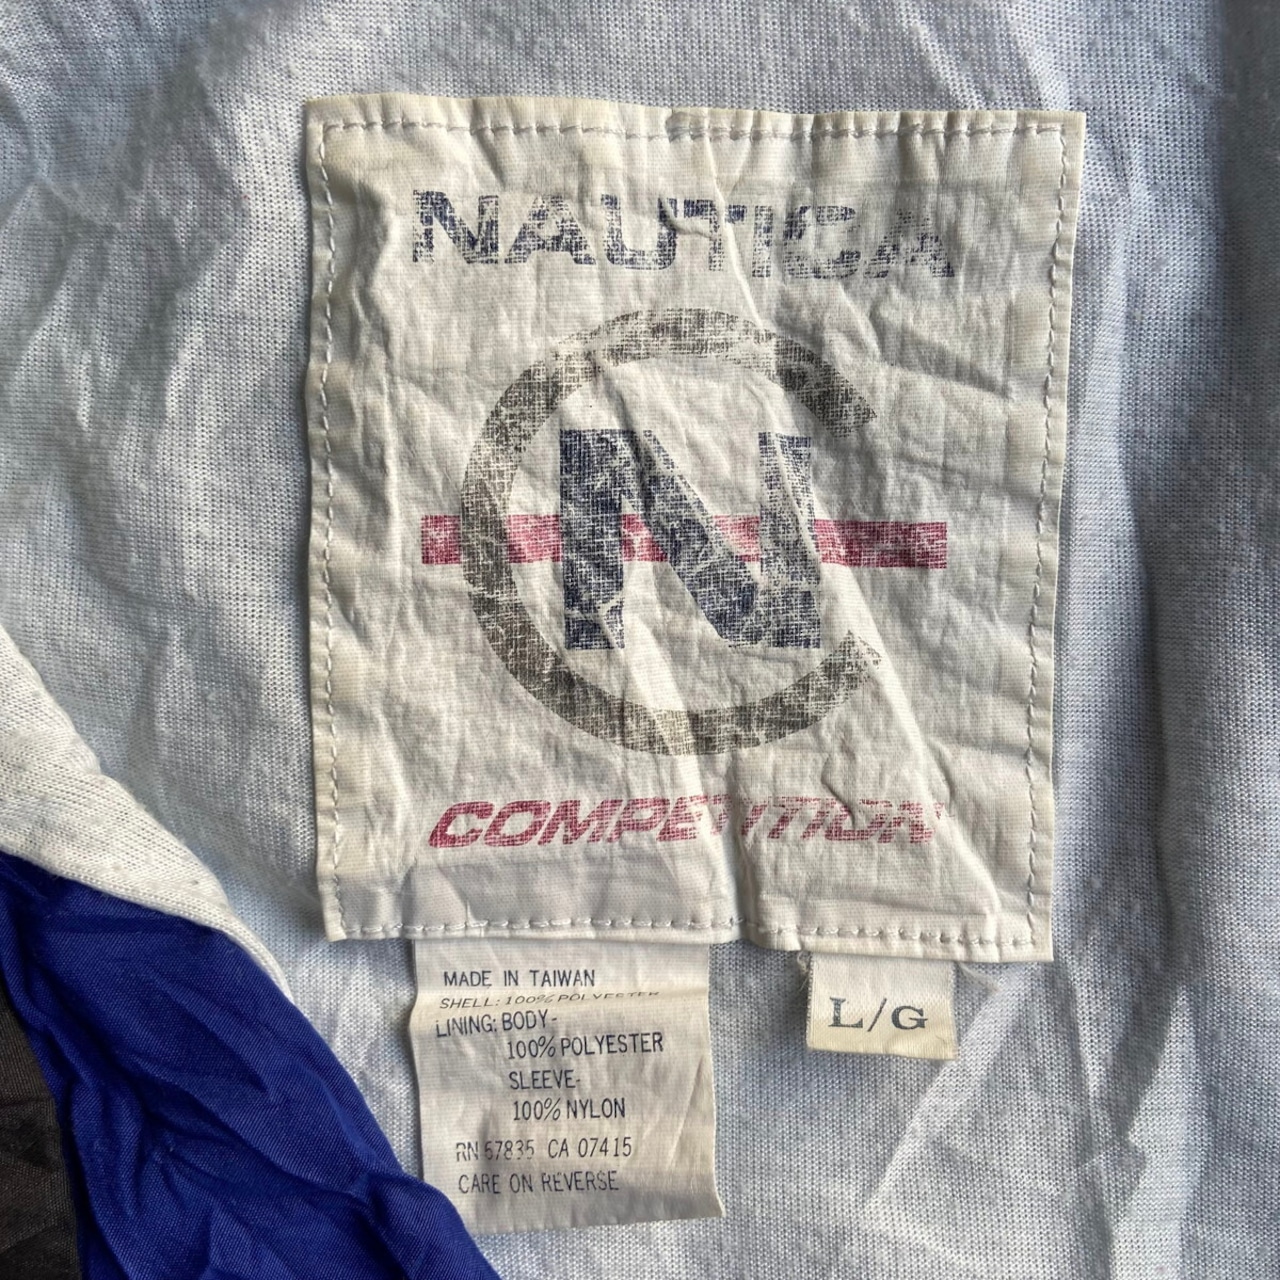 NAUTICA
N
COMPETITION
MADE IN TAIWAN
SHELL: 100% POLYESTER
LINING: BODY-
100% POLYESTER
SLEEVE-
100% NYLON
RN 67835 CA 07415
CARE ON REVERSE
L/G